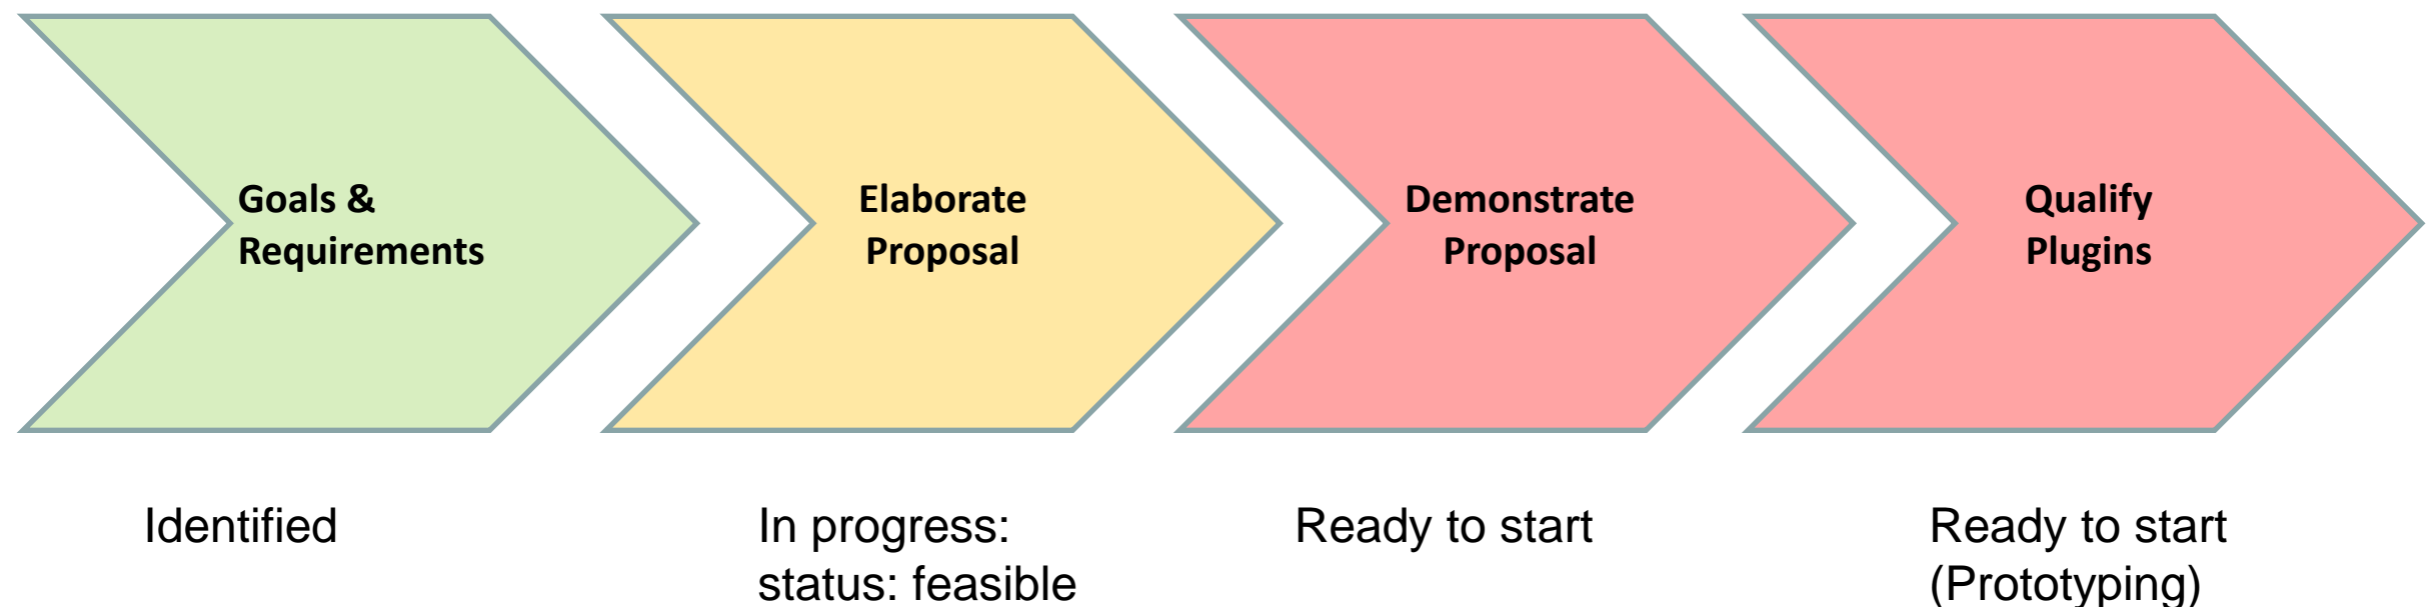 Goals &
Requirements
Elaborate
Proposal
Demonstrate
Proposal
Qualify
Plugins
Identified
In progress:
status: feasible
Ready to start
Ready to start
(Prototyping)